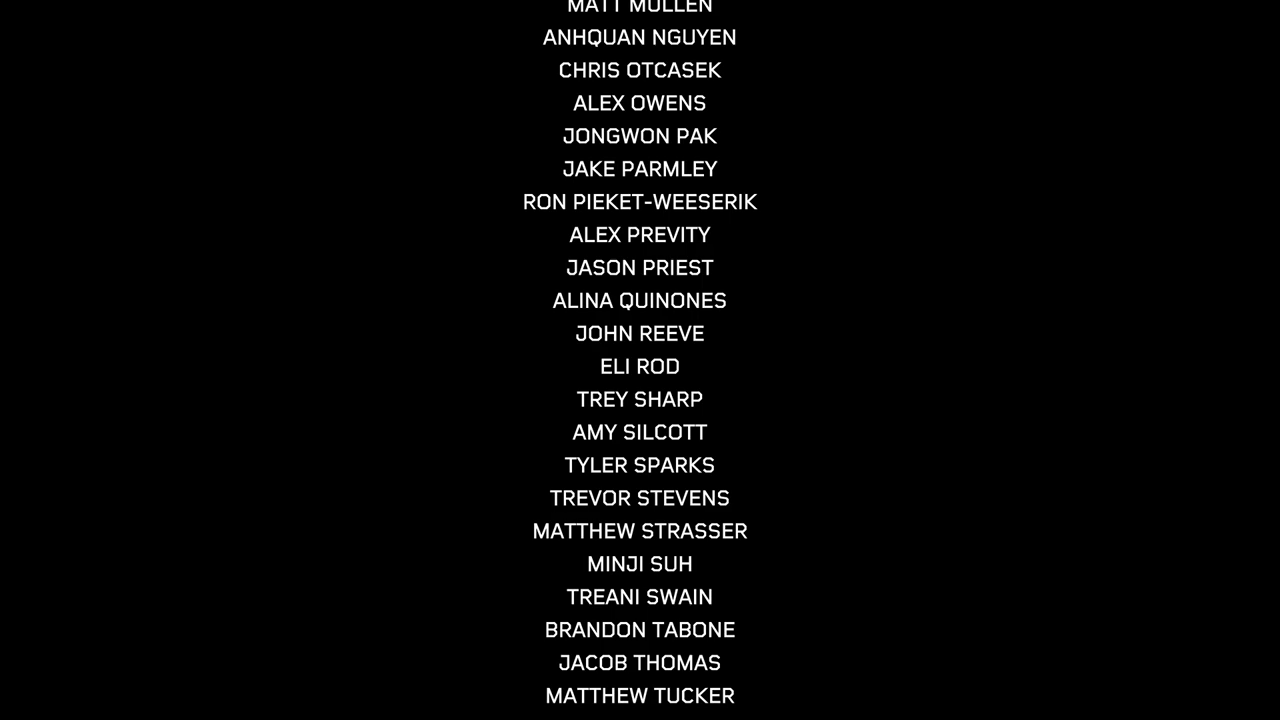 MATT MULLEN
ANHQUAN NGUYEN
CHRIS OTCASEK
ALEX OWENS
JONGWON PAK
JAKE PARMLEY
RON PIEKET-WEESERIK
ALEX PREVITY
JASON PRIEST
ALINA QUINONES
JOHN REEVE
ELI ROD
TREY SHARP
AMY SILCOTT
TYLER SPARKS
TREVOR STEVENS
MATTHEW STRASSER
MINJI SUH
TREANI SWAIN
BRANDON TABONE
JACOB THOMAS
MATTHEW TUCKER